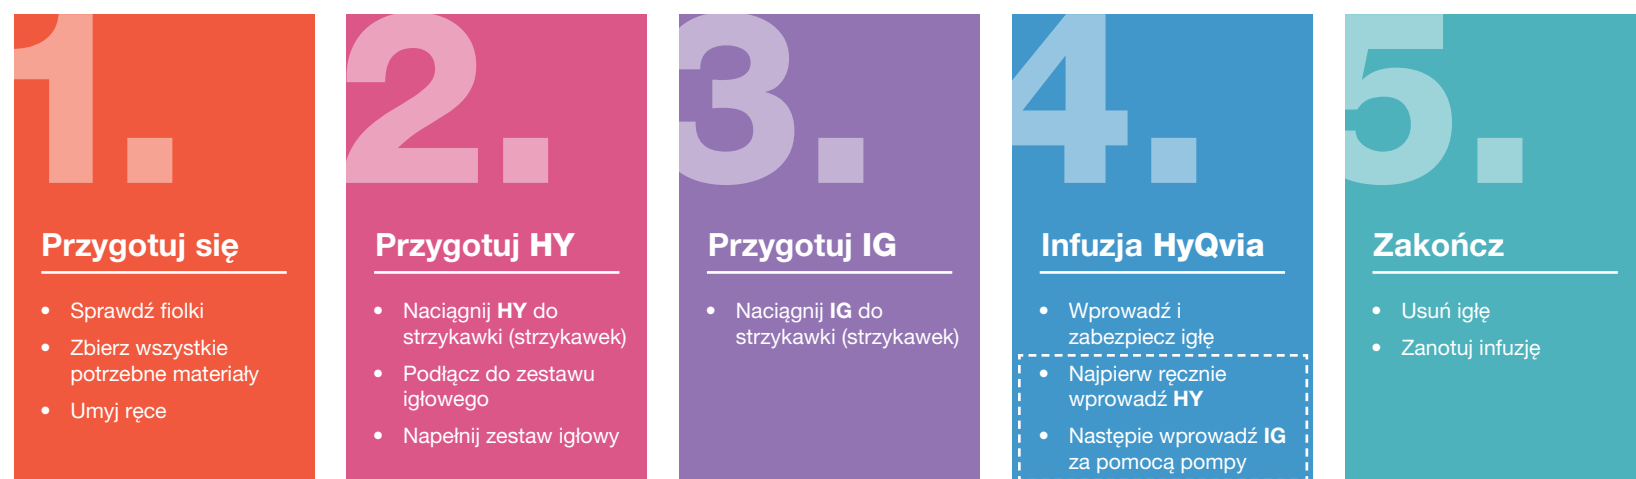 1.
Przygotuj się
• Sprawdź fiolki
• Zbierz wszystkie
potrzebne materiały
• Umyj ręce
2.
Przygotuj HY
• Naciągnij HY do
strzykawki (strzykawek)
• Podłącz do zestawu
igłowego
• Napełnij zestaw igłowy
3.
Przygotuj IG
• Naciągnij IG do
strzykawki (strzykawek)
4.
Infuzja HyQvia
• Wprowadź i
zabezpiecz igłę
• Najpierw ręcznie
wprowadź HY
• Następie wprowadź IG
za pomocą pompy
5.
Zakończ
• Usuń igłę
• Zanotuj infuzję